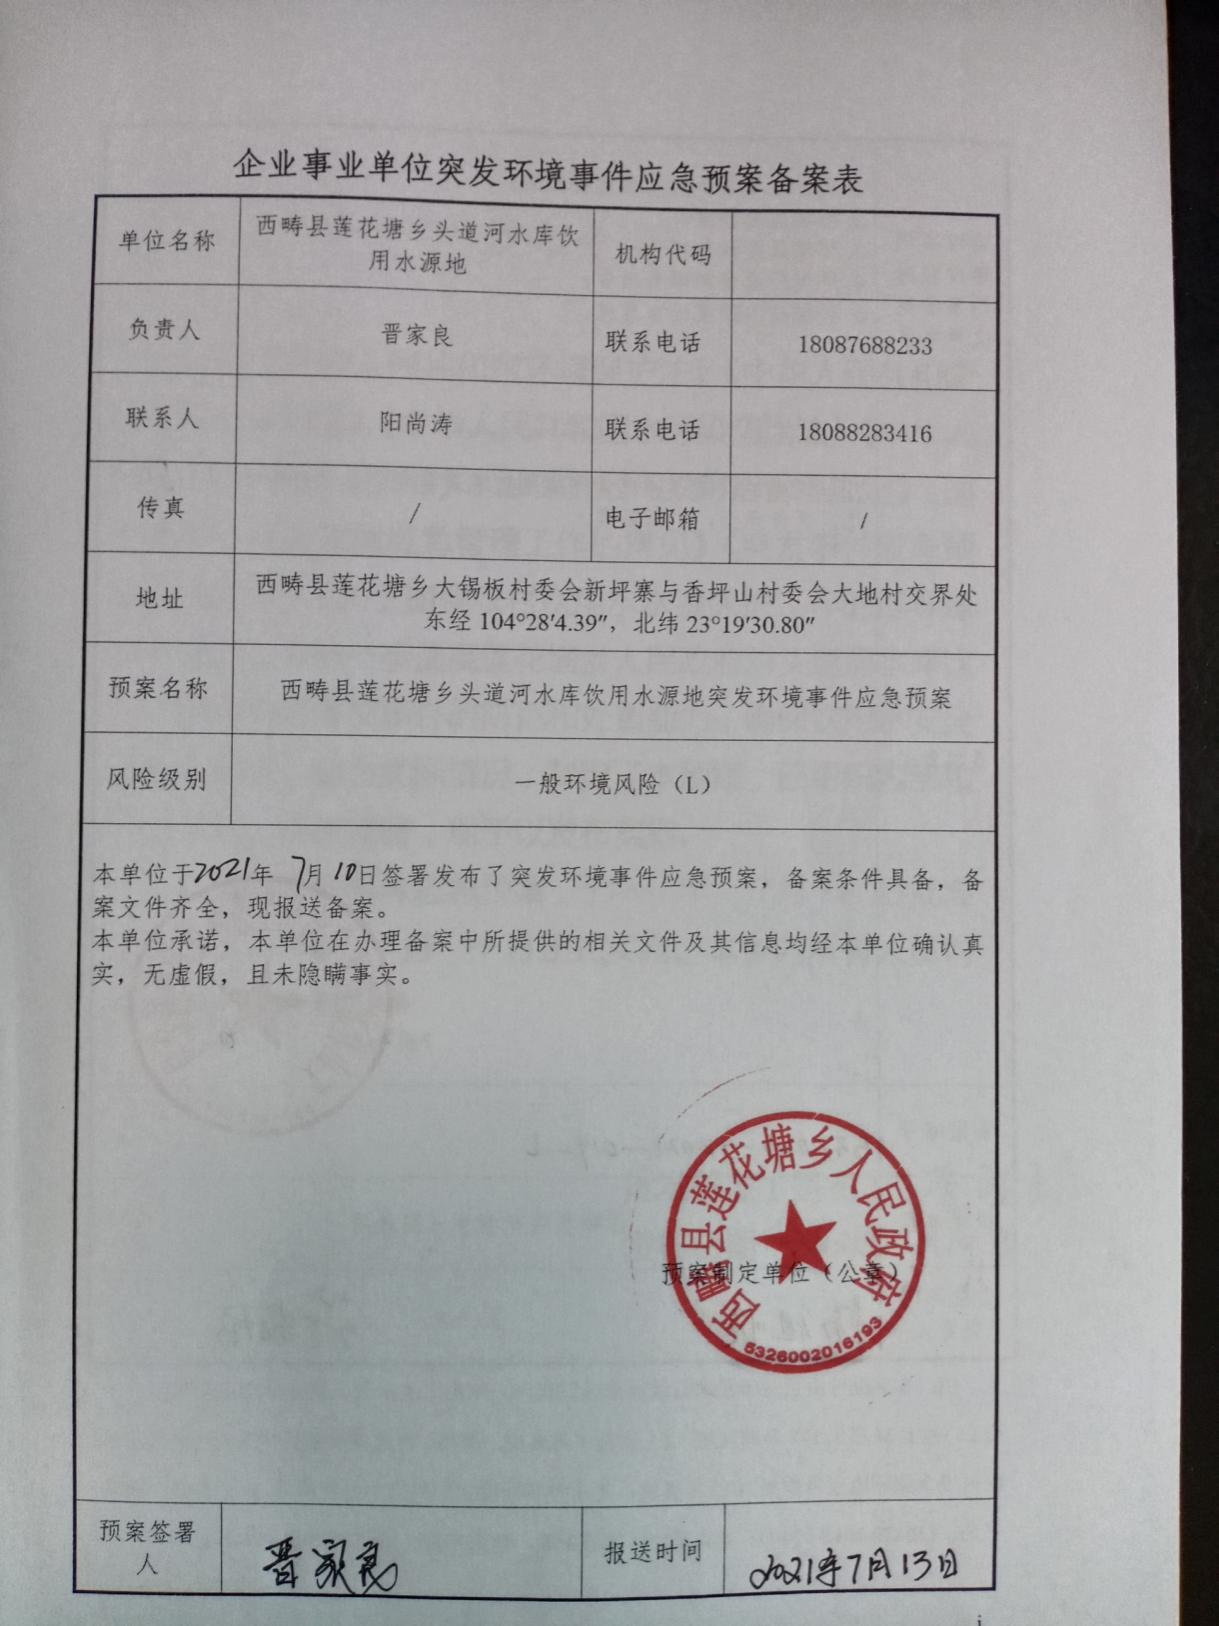 企业事业单位突发环境事件应急预案备案表
单位名称
西畴县莲花塘乡头道河水库饮
用水源地
机构代码
负责人
晋家良
联系电话
18087688233
联系人
阳尚涛
联系电话
18088283416
传真
/
电子邮箱
/
地址
西畴县莲花塘乡大锡板村委会新坪寨与香坪山村委会大地村交界处
东经 104°28′4.39″，北纬 23°19′30.80″
预案名称
西畴县莲花塘乡头道河水库饮用水源地突发环境事件应急预案
风险级别
一般环境风险（L）
本单位于2021年 7月10日签署发布了突发环境事件应急预案，备案条件具备，备
案文件齐全，现报送备案。
本单位承诺，本单位在办理备案中所提供的相关文件及其信息均经本单位确认真
实，无虚假，且未隐瞒事实。
西畴县莲花塘乡人民政府
预案制定单位（公章）
5326002016193
预案签署
人
晋家良
报送时间
2021年7月13日
i